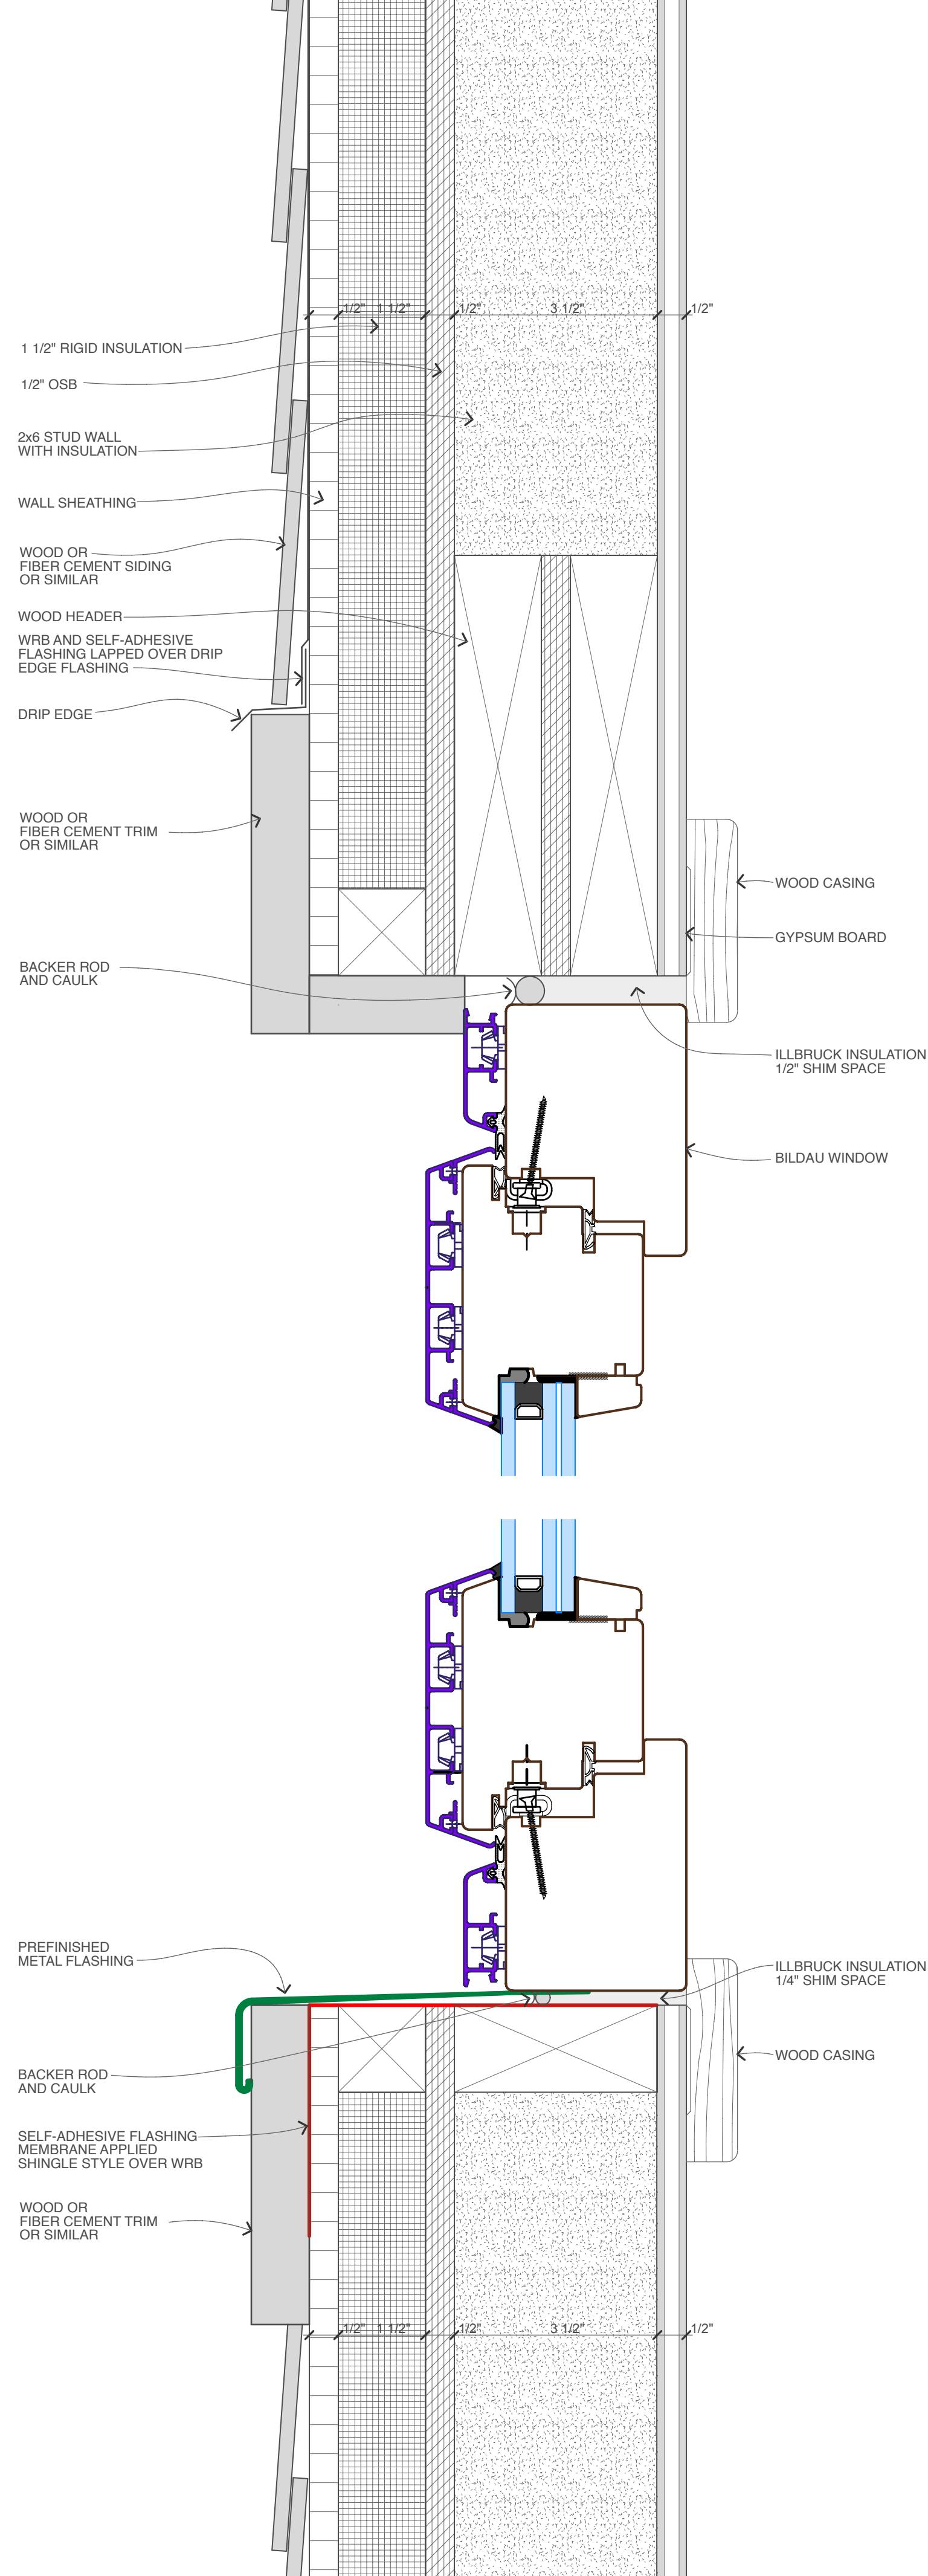 1/2" 1 1/2" 1/2" 3 1/2" 1/2"
1 1/2" RIGID INSULATION
1/2" OSB
2x6 STUD WALL
WITH INSULATION
WALL SHEATHING
WOOD OR
FIBER CEMENT SIDING
OR SIMILAR
WOOD HEADER
WRB AND SELF-ADHESIVE
FLASHING LAPPED OVER DRIP
EDGE FLASHING
DRIP EDGE
WOOD OR
FIBER CEMENT TRIM
OR SIMILAR
WOOD CASING
GYPSUM BOARD
BACKER ROD
AND CAULK
ILLBRUCK INSULATION
1/2" SHIM SPACE
BILDAU WINDOW
PREFINISHED
METAL FLASHING
ILLBRUCK INSULATION
1/4" SHIM SPACE
WOOD CASING
BACKER ROD
AND CAULK
SELF-ADHESIVE FLASHING
MEMBRANE APPLIED
SHINGLE STYLE OVER WRB
WOOD OR
FIBER CEMENT TRIM
OR SIMILAR
1/2" 1 1/2" 1/2" 3 1/2" 1/2"